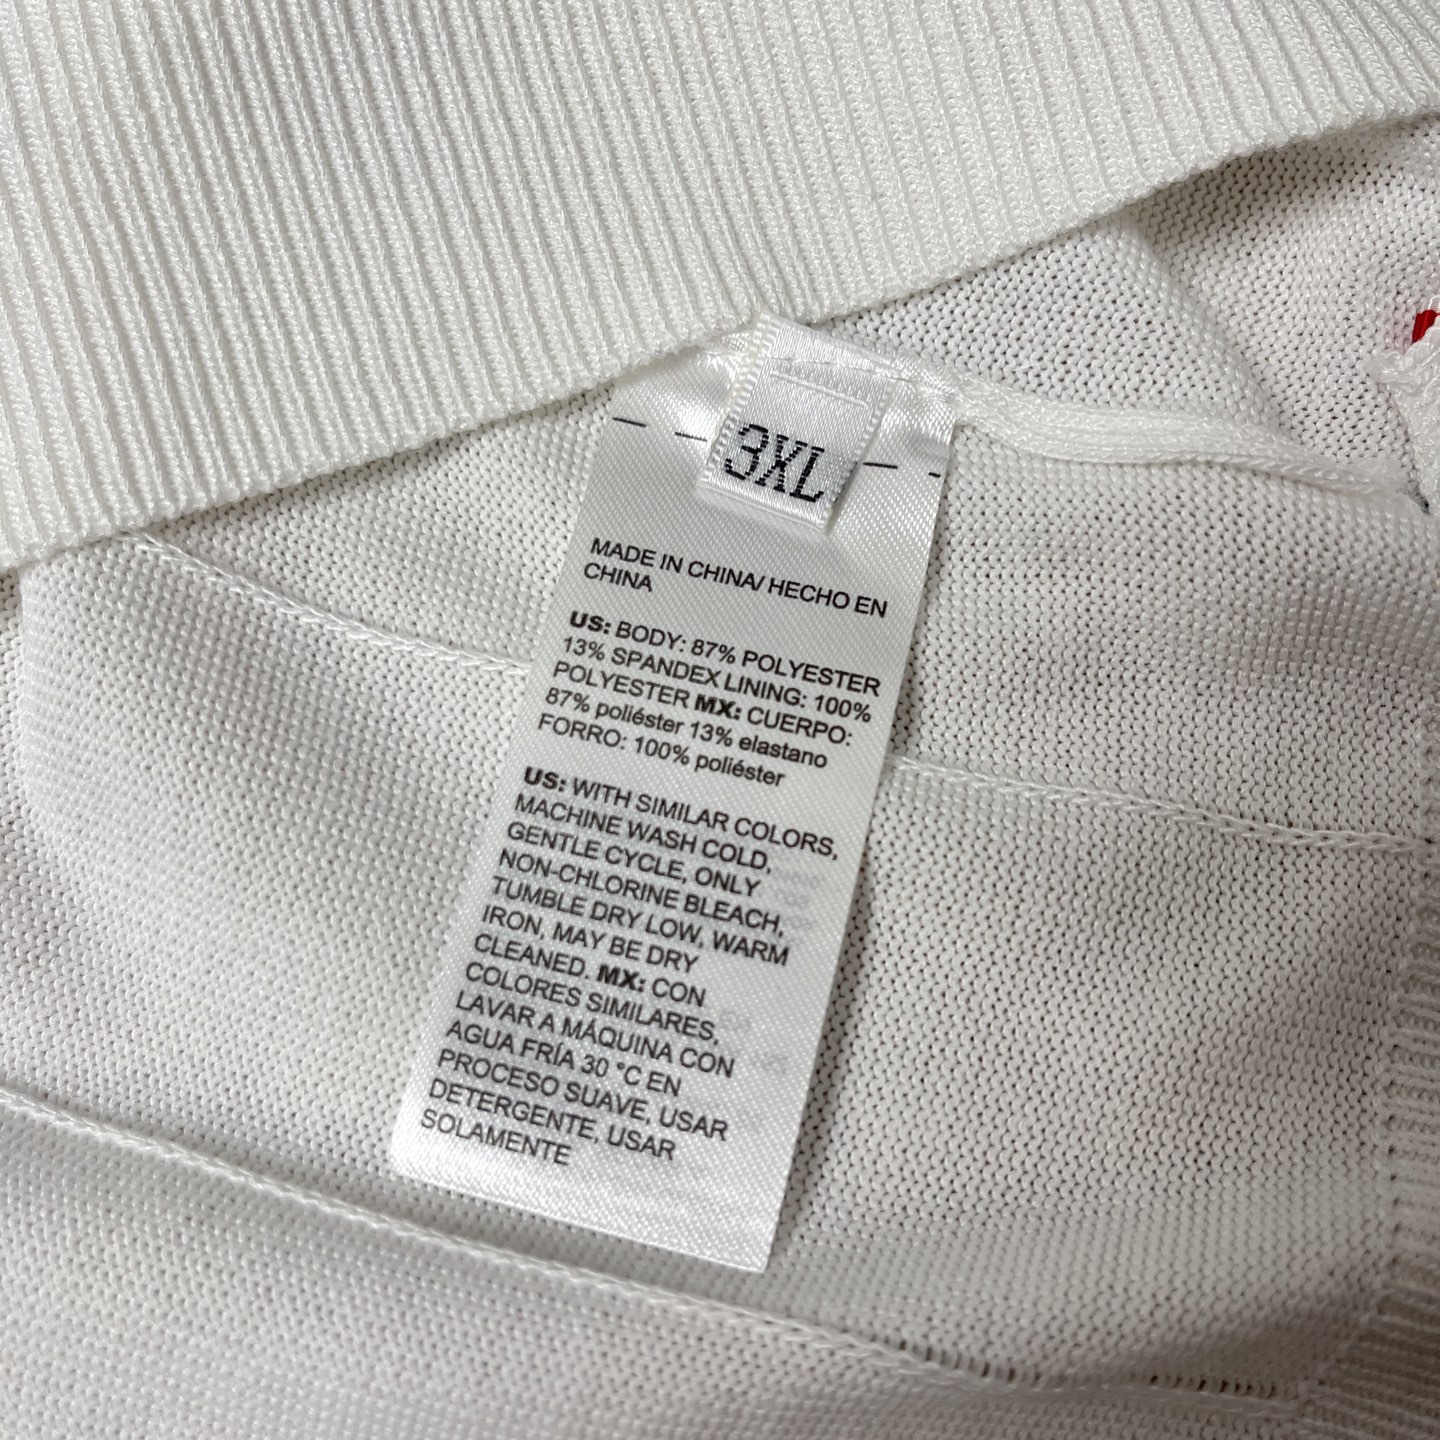 3XL
MADE IN CHINA/ HECHO EN
CHINA
US: BODY: 87% POLYESTER
13% SPANDEX LINING: 100%
POLYESTER MX: CUERPO:
87% poliéster 13% elastano
FORRO: 100% poliéster
US: WITH SIMILAR COLORS,
MACHINE WASH COLD,
GENTLE CYCLE, ONLY
NON-CHLORINE BLEACH,
TUMBLE DRY LOW, WARM
IRON, MAY BE DRY
CLEANED. MX: CON
COLORES SIMILARES,
LAVAR A MÁQUINA CON
AGUA FRÍA 30 °C EN
PROCESO SUAVE, USAR
DETERGENTE, USAR
SOLAMENTE